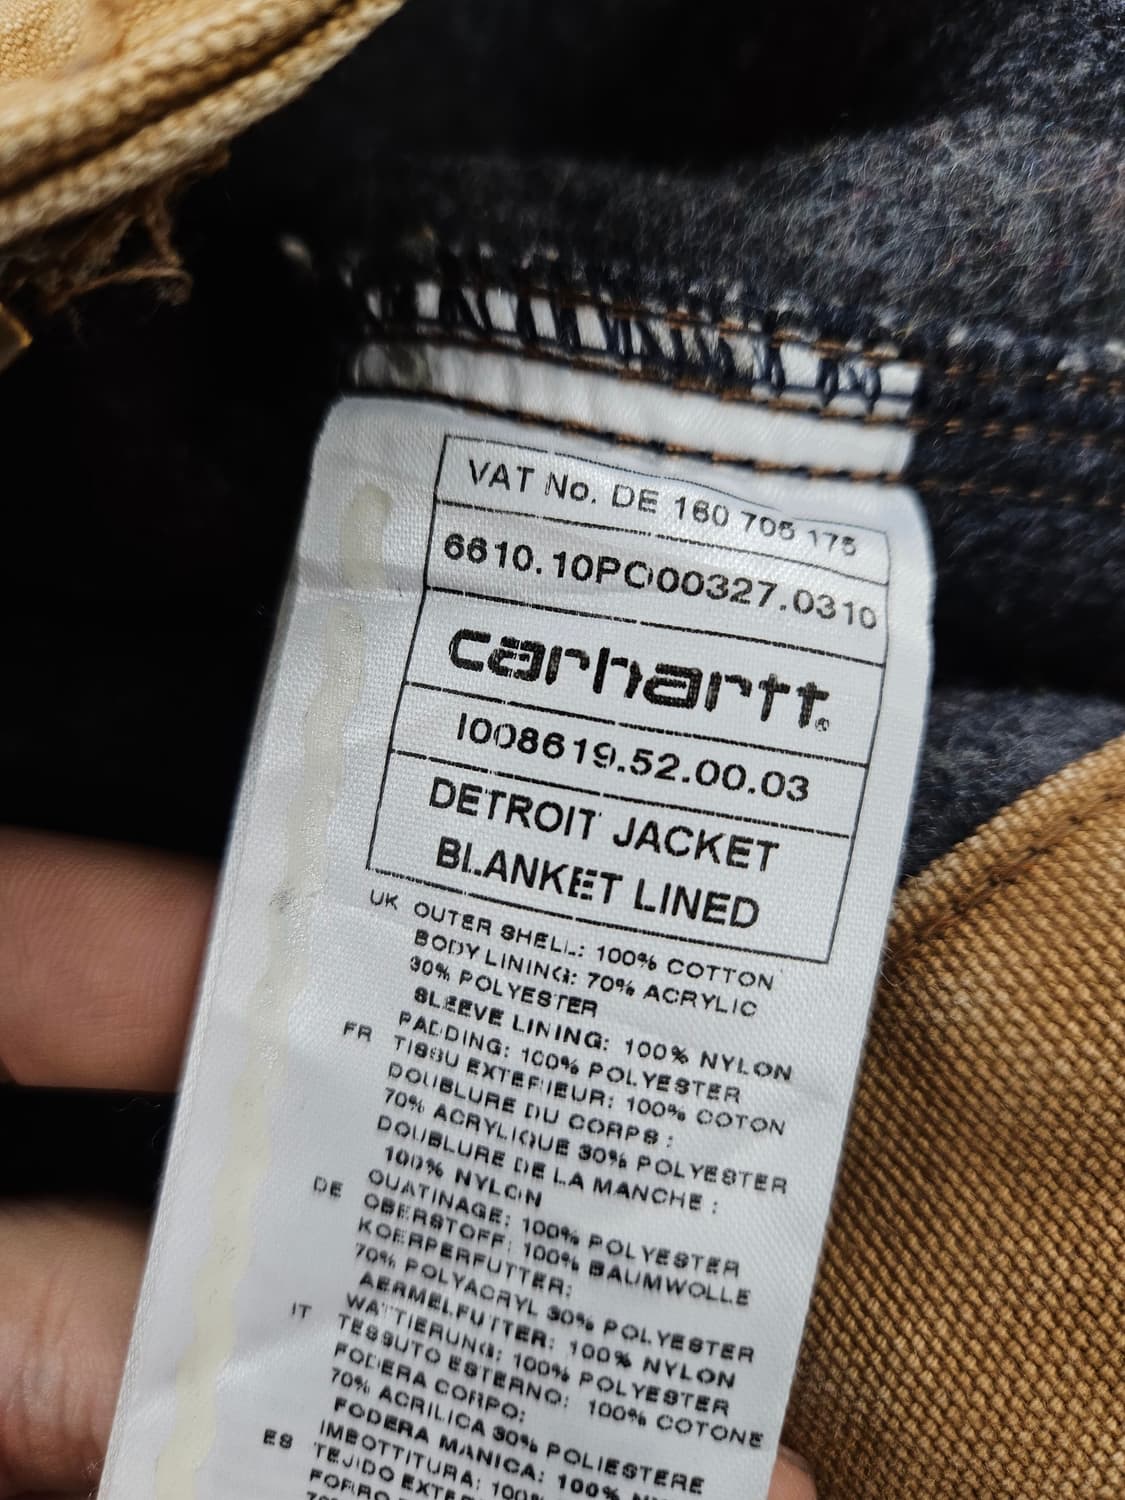 VAT No. DE 160 705 175
6610.10PO00327.0310
carhartt®
I008619.52.00.03
DETROIT JACKET
BLANKET LINED
UK OUTER SHELL: 100% COTTON
BODY LINING: 70% ACRYLIC
30% POLYESTER
SLEEVE LINING: 100% NYLON
PADDING: 100% POLYESTER
FR TISSU EXTERIEUR: 100% COTON
DOUBLURE DU CORPS :
70% ACRYLIQUE 30% POLYESTER
DOUBLURE DE LA MANCHE :
100% NYLON
OUATINAGE: 100% POLYESTER
DE OBERSTOFF: 100% BAUMWOLLE
KOERPERFUTTER:
70% POLYACRYL 30% POLYESTER
AERMELFUTTER: 100% NYLON
WATTIERUNG: 100% POLYESTER
IT TESSUTO ESTERNO: 100% COTONE
FODERA CORPO:
70% ACRILICA 30% POLIESTERE
FODERA MANICA: 100%
IMBOTTITURA: 100%
ES TEJIDO